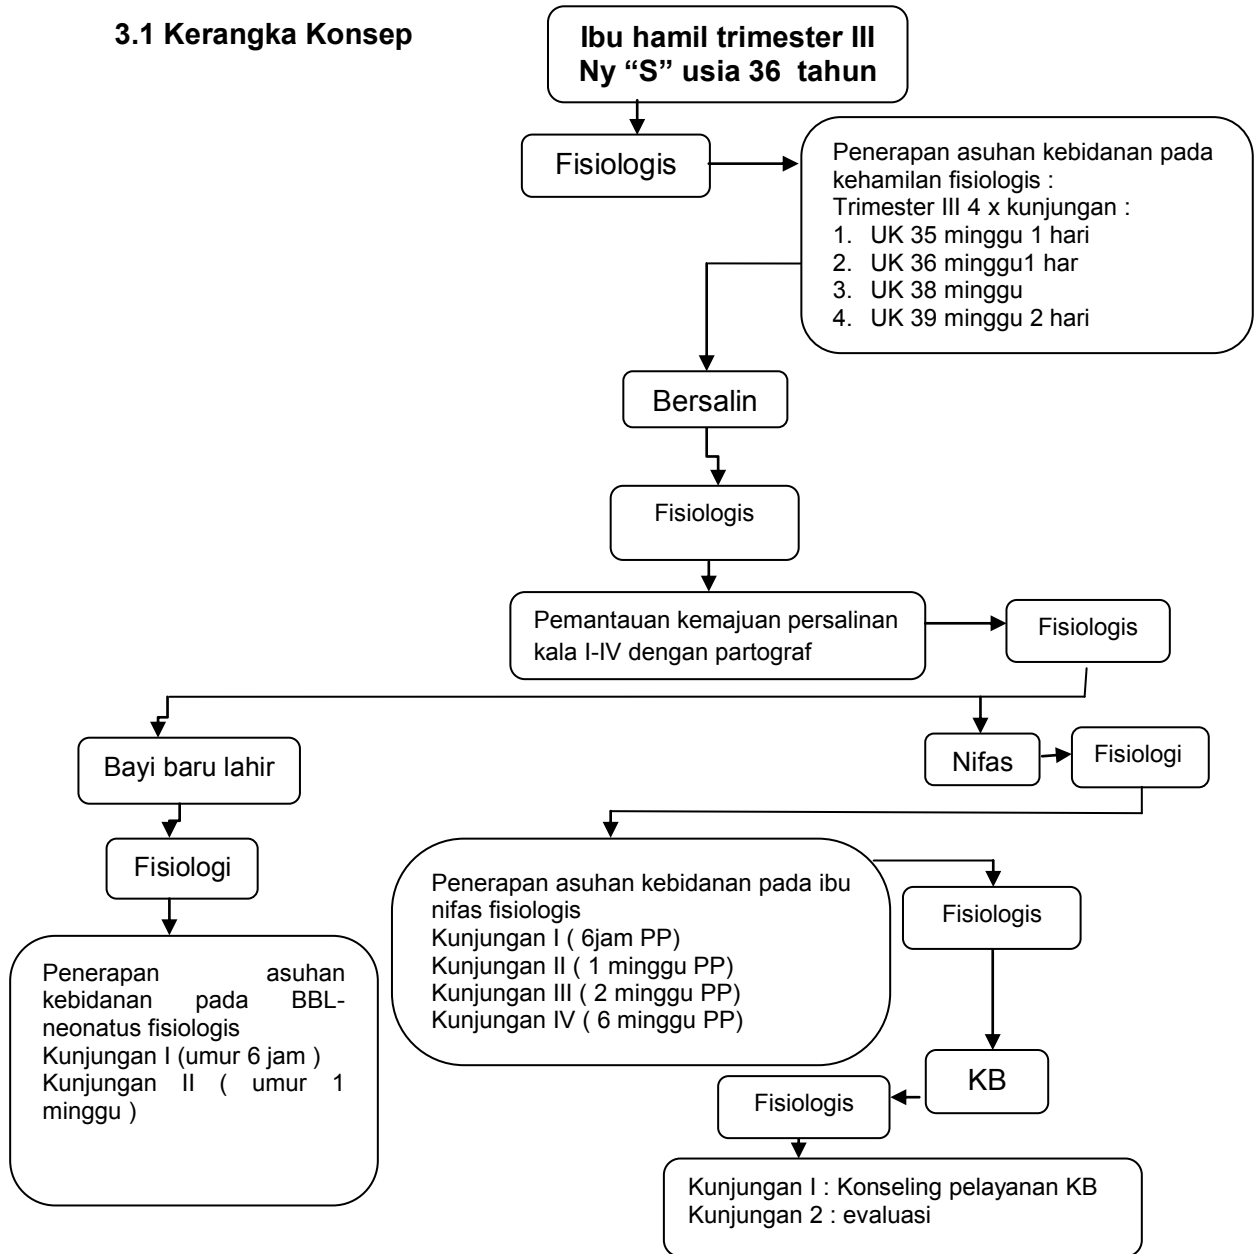 3.1 Kerangka Konsep
Ibu hamil trimester III
Ny “S” usia 36 tahun
Fisiologis
Penerapan asuhan kebidanan pada
kehamilan fisiologis :
Trimester III 4 x kunjungan :
1. UK 35 minggu 1 hari
2. UK 36 minggu1 har
3. UK 38 minggu
4. UK 39 minggu 2 hari
Bersalin
Fisiologis
Pemantauan kemajuan persalinan
kala I-IV dengan partograf
Fisiologis
Bayi baru lahir
Nifas
Fisiologi
Fisiologi
Penerapan asuhan kebidanan pada ibu
nifas fisiologis
Kunjungan I ( 6jam PP)
Kunjungan II ( 1 minggu PP)
Kunjungan III ( 2 minggu PP)
Kunjungan IV ( 6 minggu PP)
Fisiologis
Penerapan asuhan
kebidanan pada BBL-
neonatus fisiologis
Kunjungan I (umur 6 jam )
Kunjungan II ( umur 1
minggu )
KB
Fisiologis
Kunjungan I : Konseling pelayanan KB
Kunjungan 2 : evaluasi